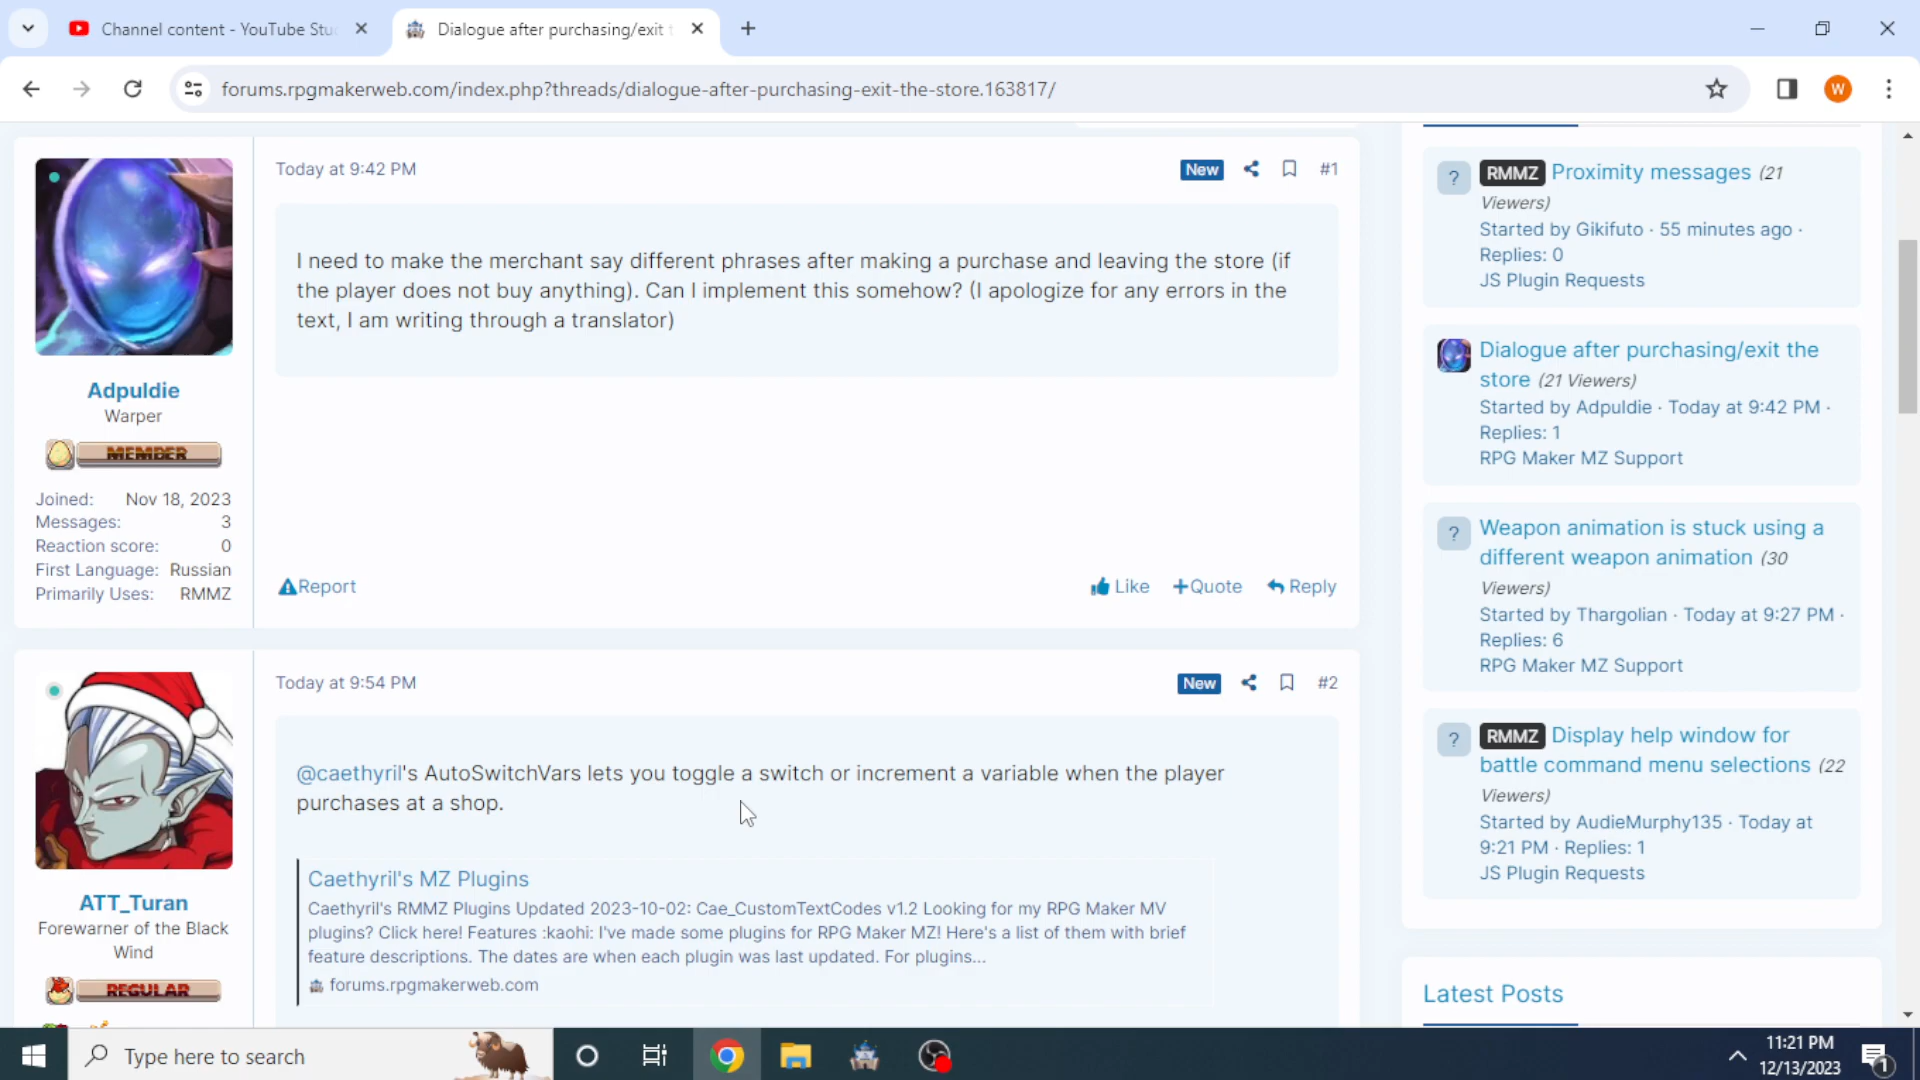 Channel content - YouTube Stu
Dialogue after purchasing/exit t
forums.rpgmakerweb.com/index.php?threads/dialogue-after-purchasing-exit-the-store.163817/
W
Today at 9:42 PM
New
#1
I need to make the merchant say different phrases after making a purchase and leaving the store (if
the player does not buy anything). Can I implement this somehow? (I apologize for any errors in the
text, I am writing through a translator)
Adpuldie
Warper
MEMBER
Joined: Nov 18, 2023
Messages: 3
Reaction score: 0
First Language: Russian
Primarily Uses: RMMZ
Report
Like
+Quote
Reply
Today at 9:54 PM
New
#2
@caethyril's AutoSwitchVars lets you toggle a switch or increment a variable when the player
purchases at a shop.
Caethyril's MZ Plugins
Caethyril's RMMZ Plugins Updated 2023-10-02: Cae_CustomTextCodes v1.2 Looking for my RPG Maker MV
plugins? Click here! Features :kaohi: I've made some plugins for RPG Maker MZ! Here's a list of them with brief
feature descriptions. The dates are when each plugin was last updated. For plugins...
forums.rpgmakerweb.com
ATT_Turan
Forewarner of the Black
Wind
REGULAR
?
RMMZ Proximity messages (21
Viewers)
Started by Gikifuto · 55 minutes ago ·
Replies: 0
JS Plugin Requests
Dialogue after purchasing/exit the
store (21 Viewers)
Started by Adpuldie · Today at 9:42 PM ·
Replies: 1
RPG Maker MZ Support
?
Weapon animation is stuck using a
different weapon animation (30
Viewers)
Started by Thargolian · Today at 9:27 PM ·
Replies: 6
RPG Maker MZ Support
?
RMMZ Display help window for
battle command menu selections (22
Viewers)
Started by AudieMurphy135 · Today at
9:21 PM · Replies: 1
JS Plugin Requests
Latest Posts
Type here to search
11:21 PM
12/13/2023
1